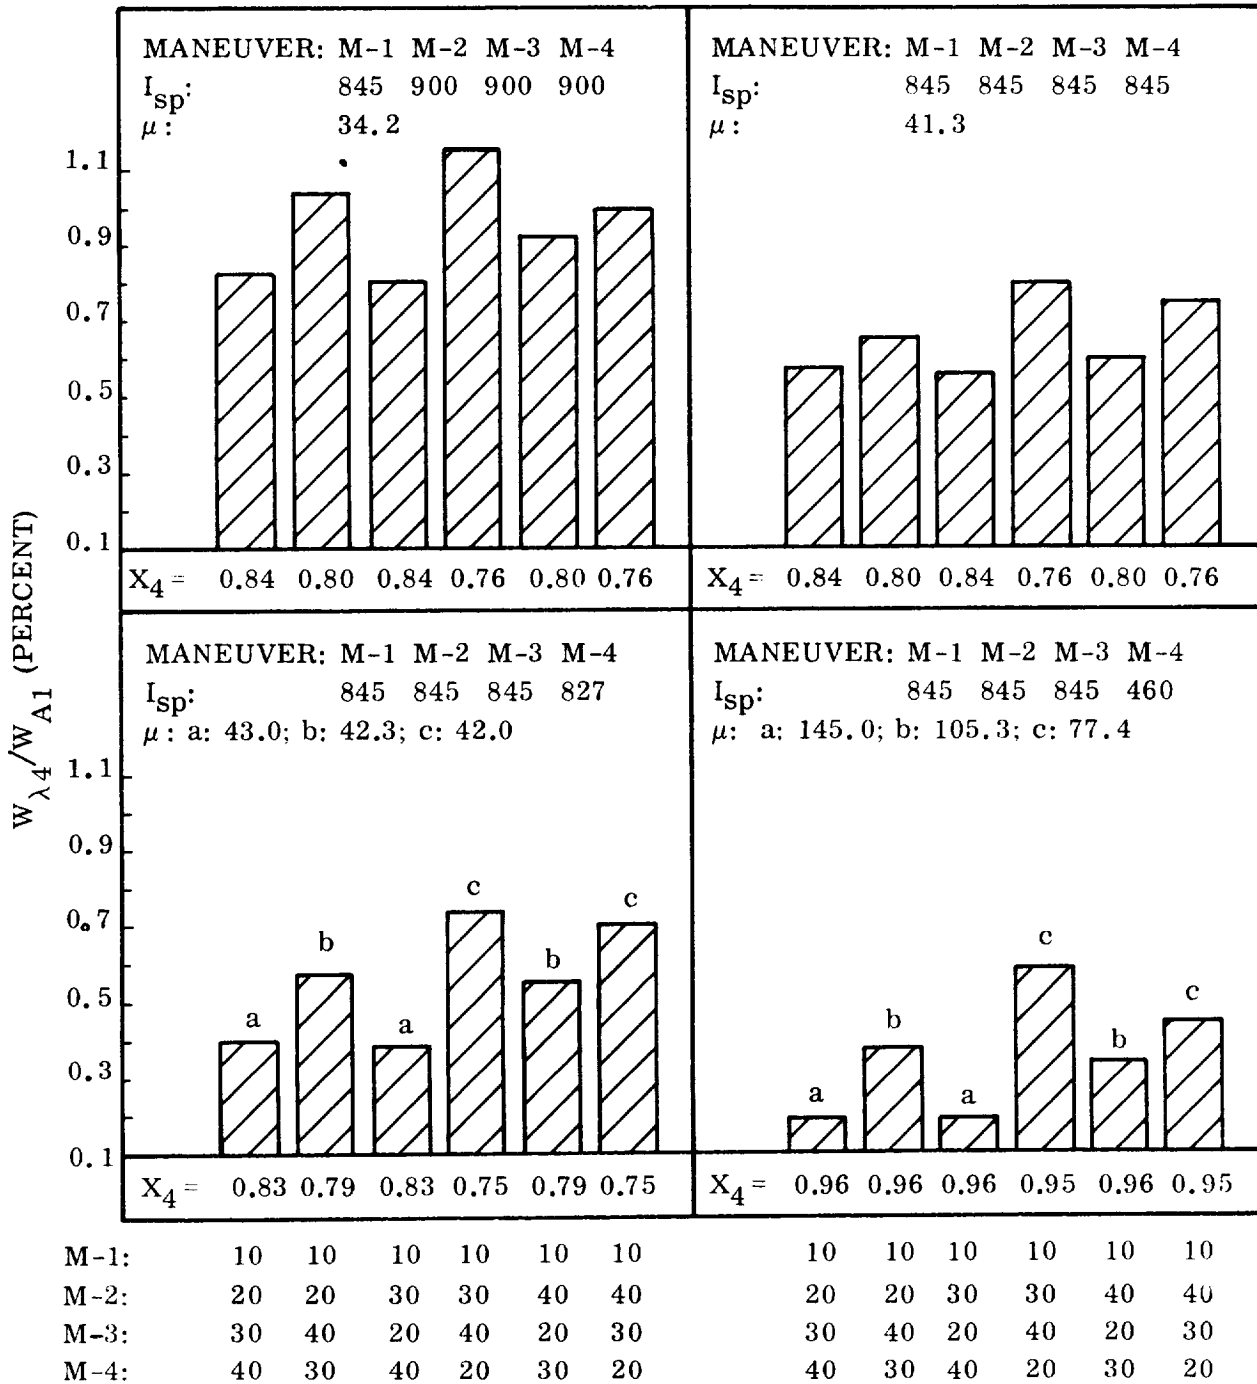 MANEUVER: M-1 M-2 M-3 M-4
Isp: 845 900 900 900
μ: 34.2
1.1
0.9
0.7
0.5
0.3
0.1
X4 = 0.84 0.80 0.84 0.76 0.80 0.76
MANEUVER: M-1 M-2 M-3 M-4
Isp: 845 845 845 845
μ: 41.3
X4 = 0.84 0.80 0.84 0.76 0.80 0.76
Wλ4/WA1 (PERCENT)
MANEUVER: M-1 M-2 M-3 M-4
Isp: 845 845 845 827
μ: a: 43.0; b: 42.3; c: 42.0
1.1
0.9
0.7
0.5
0.3
0.1
a b a c b c
X4 = 0.83 0.79 0.83 0.75 0.79 0.75
MANEUVER: M-1 M-2 M-3 M-4
Isp: 845 845 845 460
μ: a: 145.0; b: 105.3; c: 77.4
a b a c b c
X4 = 0.96 0.96 0.96 0.95 0.96 0.95
M-1: 10 10 10 10 10 10 10 10 10 10 10 10
M-2: 20 20 30 30 40 40 20 20 30 30 40 40
M-3: 30 40 20 40 20 30 30 40 20 40 20 30
M-4: 40 30 40 20 30 20 40 30 40 20 30 20